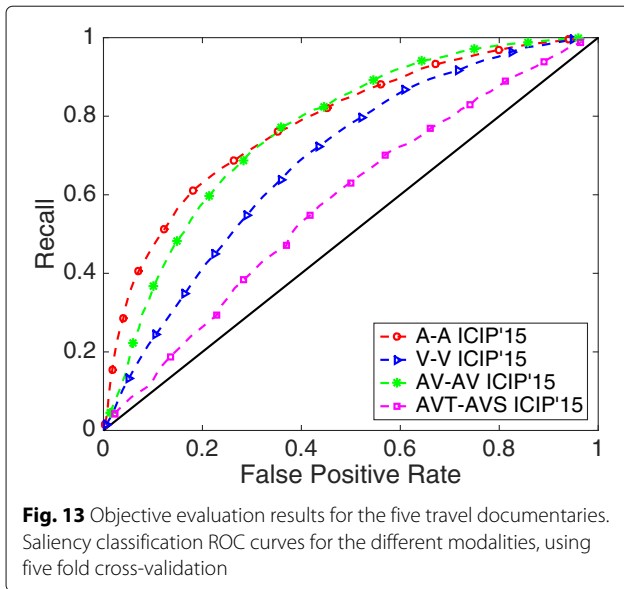 1
0.8
0.6
0.4
0.2
0
Recall
0 0.2 0.4 0.6 0.8 1
False Positive Rate
A-A ICIP'15
V-V ICIP'15
AV-AV ICIP'15
AVT-AVS ICIP'15
Fig. 13 Objective evaluation results for the five travel documentaries.
Saliency classification ROC curves for the different modalities, using
five fold cross-validation